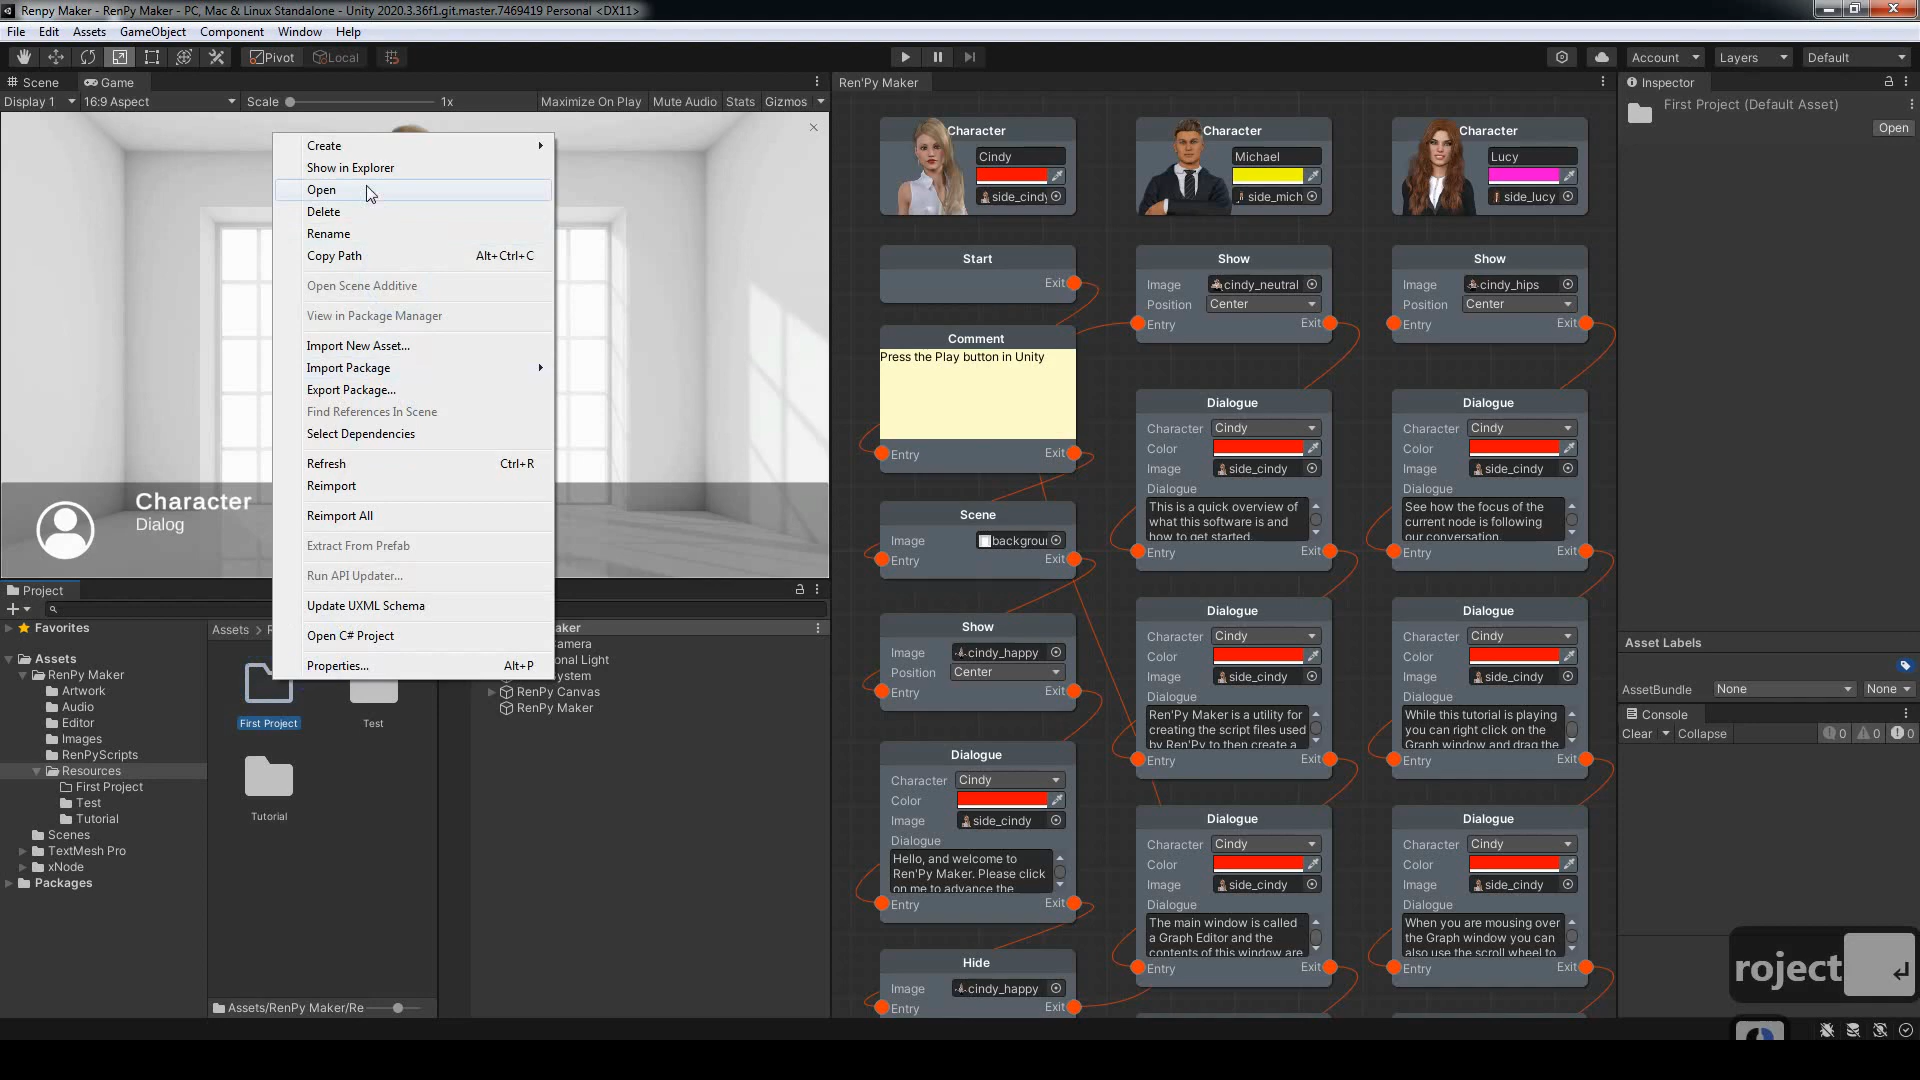 Renpy Maker - RenPy Maker - PC, Mac & Linux Standalone - Unity 2020.3.36f1.git.master.7469419 Personal <DX11>
File Edit Assets GameObject Component Window Help
Pivot Local Account Layers Default
Scene Game
Display 1 16:9 Aspect Scale 1x Maximize On Play Mute Audio Stats Gizmos
Create
Show in Explorer
Open
Delete
Rename
Copy Path Alt+Ctrl+C
Open Scene Additive
View in Package Manager
Import New Asset...
Import Package
Export Package...
Find References In Scene
Select Dependencies
Refresh Ctrl+R
Reimport
Reimport All
Extract From Prefab
Run API Updater...
Update UXML Schema
Open C# Project
Properties... Alt+P
Character
Dialog
Project
Favorites
Assets
RenPy Maker
Artwork
Audio
Editor
Images
RenPyScripts
Resources
First Project
Test
Tutorial
Scenes
TextMesh Pro
xNode
Packages
Assets >
First Project
Test
Tutorial
Assets/RenPy Maker/Re
aker
amera
onal Light
ystem
RenPy Canvas
RenPy Maker
Ren'Py Maker
Character
Cindy
side_cindy
Start
Exit
Comment
Press the Play button in Unity
Entry Exit
Scene
Image backgrour
Entry Exit
Show
Image cindy_happy
Position Center
Entry Exit
Dialogue
Character Cindy
Color
Image side_cindy
Dialogue
Hello, and welcome to
Ren'Py Maker. Please click
on me to advance the
Entry Exit
Hide
Image cindy_happy
Entry Exit
Character
Michael
side_mich
Show
Image cindy_neutral
Position Center
Entry Exit
Dialogue
Character Cindy
Color
Image side_cindy
Dialogue
This is a quick overview of
what this software is and
how to get started.
Entry Exit
Dialogue
Character Cindy
Color
Image side_cindy
Dialogue
Ren'Py Maker is a utility for
creating the script files used
by Ren'Py to then create a
Entry Exit
Dialogue
Character Cindy
Color
Image side_cindy
Dialogue
The main window is called
a Graph Editor and the
contents of this window are
Entry Exit
Character
Lucy
side_lucy
Show
Image cindy_hips
Position Center
Entry Exit
Dialogue
Character Cindy
Color
Image side_cindy
Dialogue
See how the focus of the
current node is following
our conversation.
Entry Exit
Dialogue
Character Cindy
Color
Image side_cindy
Dialogue
While this tutorial is playing
you can right click on the
Graph window and drag the
Entry Exit
Dialogue
Character Cindy
Color
Image side_cindy
Dialogue
When you are mousing over
the Graph window you can
also use the scroll wheel to
Entry Exit
Inspector
First Project (Default Asset)
Open
Asset Labels
AssetBundle None None
Console
Clear Collapse 0 0 0
roject